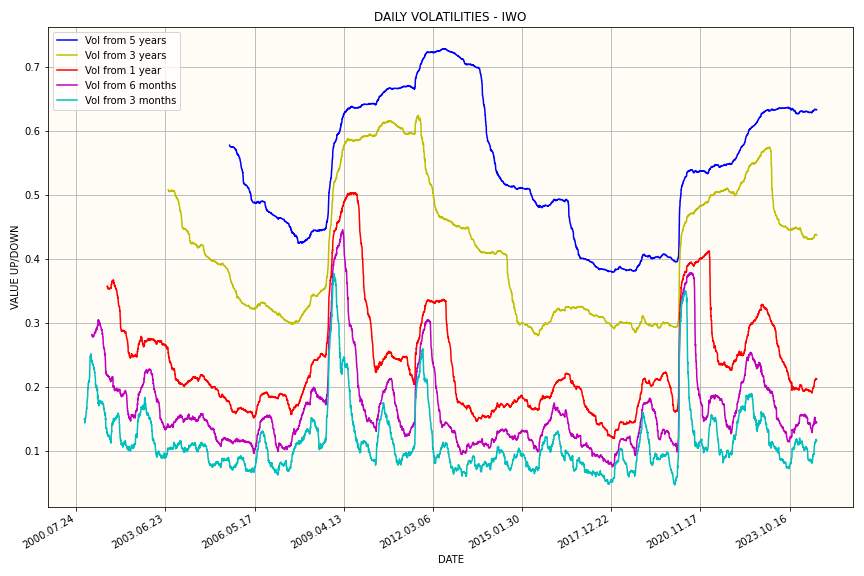 DAILY VOLATILITIES - IWO
Vol from 5 years
Vol from 3 years
Vol from 1 year
Vol from 6 months
Vol from 3 months
VALUE UP/DOWN
0.7
0.6
0.5
0.4
0.3
0.2
0.1
2000.07.24
2003.06.23
2006.05.17
2009.04.13
2012.03.06
2015.01.30
2017.12.22
2020.11.17
2023.10.16
DATE